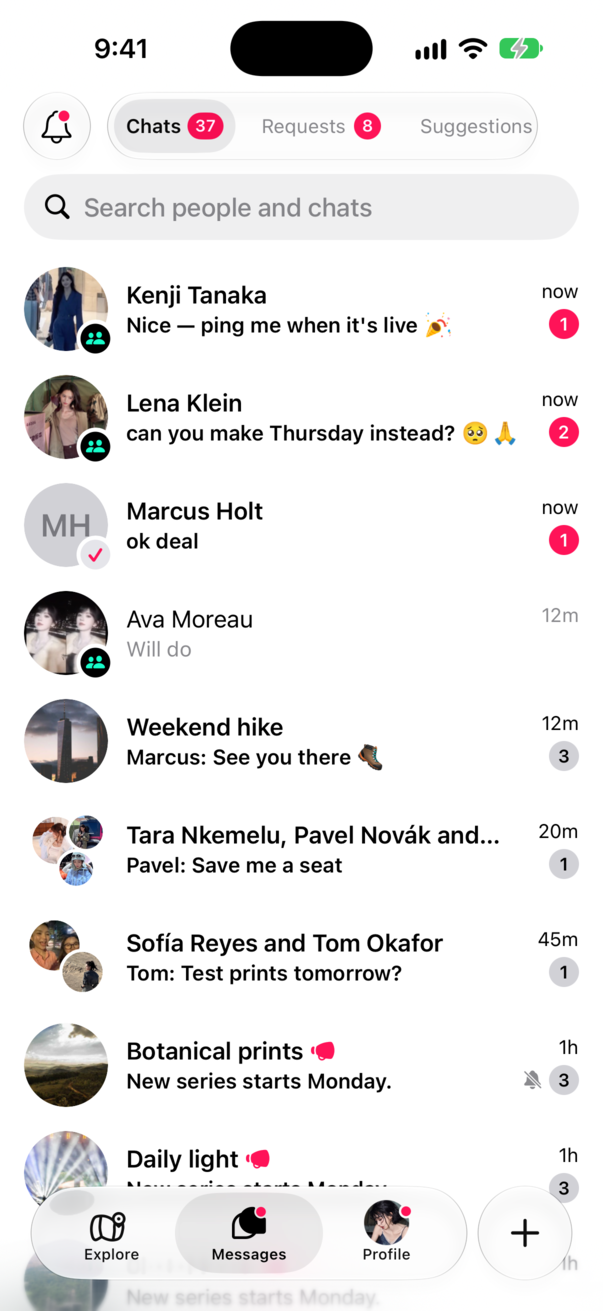 9:41
Chats 37 Requests 8 Suggestions
Search people and chats
Kenji Tanaka now
Nice — ping me when it's live 🎉 1
Lena Klein now
can you make Thursday instead? 🥺 🙏 2
MH
Marcus Holt now
ok deal 1
Ava Moreau 12m
Will do
Weekend hike 12m
Marcus: See you there 🥾 3
Tara Nkemelu, Pavel Novák and... 20m
Pavel: Save me a seat 1
Sofía Reyes and Tom Okafor 45m
Tom: Test prints tomorrow? 1
Botanical prints 1h
New series starts Monday. 3
Daily light 1h
New series starts Monday. 3
Explore Messages Profile
1h
New series starts Monday.